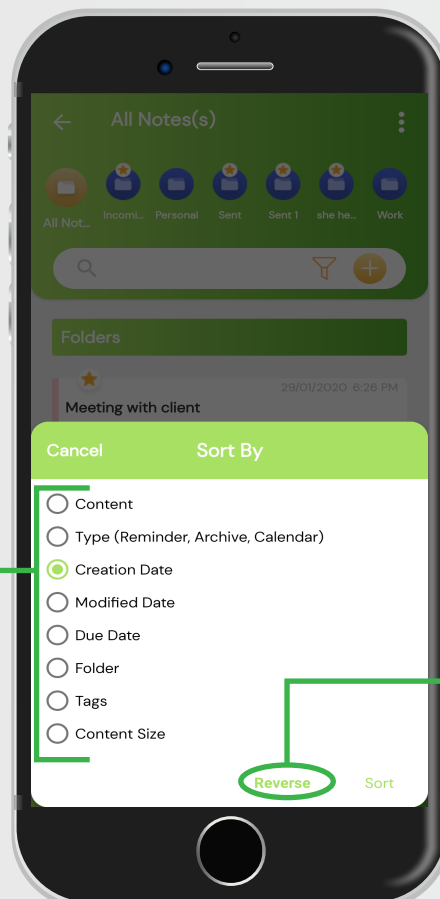 All Notes(s)
All Not... Incomi... Personal Sent Sent 1 she he... Work
Folders
29/01/2020 6:26 PM
Meeting with client
Cancel Sort By
Content
Type (Reminder, Archive, Calendar)
Creation Date
Modified Date
Due Date
Folder
Tags
Content Size
Reverse Sort